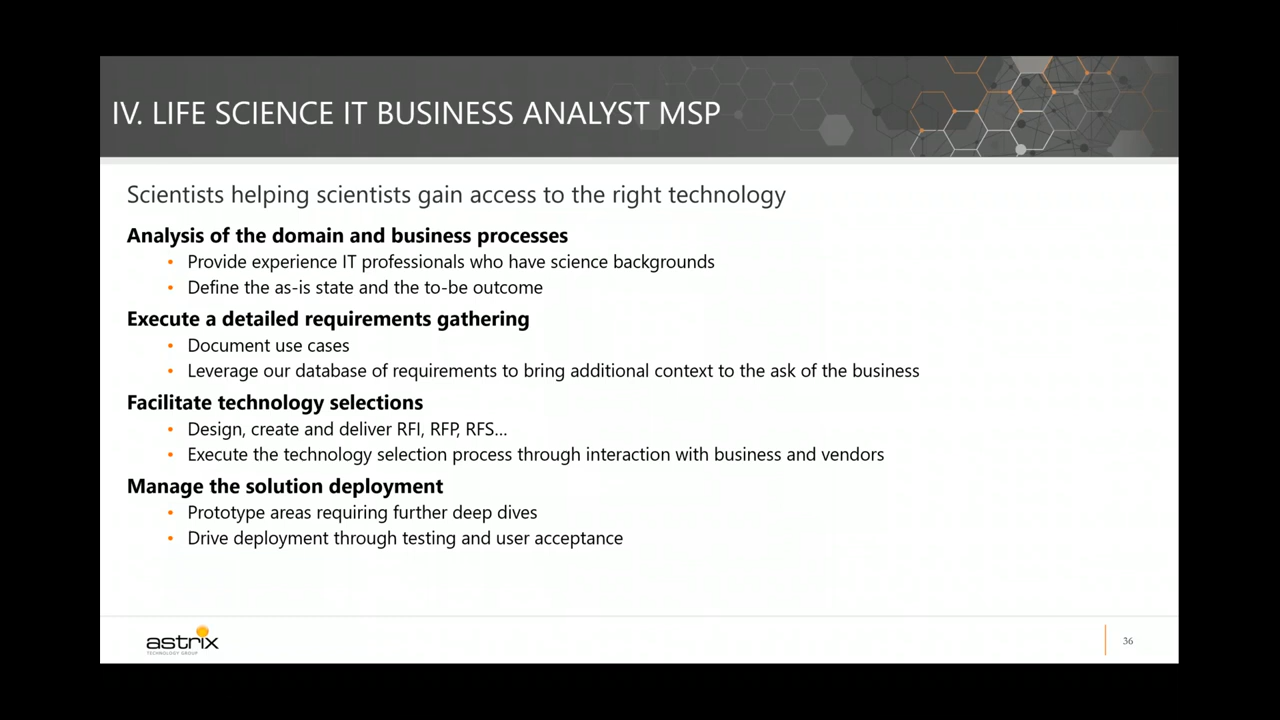 IV. LIFE SCIENCE IT BUSINESS ANALYST MSP
Scientists helping scientists gain access to the right technology
Analysis of the domain and business processes
• Provide experience IT professionals who have science backgrounds
• Define the as-is state and the to-be outcome
Execute a detailed requirements gathering
• Document use cases
• Leverage our database of requirements to bring additional context to the ask of the business
Facilitate technology selections
• Design, create and deliver RFI, RFP, RFS...
• Execute the technology selection process through interaction with business and vendors
Manage the solution deployment
• Prototype areas requiring further deep dives
• Drive deployment through testing and user acceptance
astrix
TECHNOLOGY GROUP
36